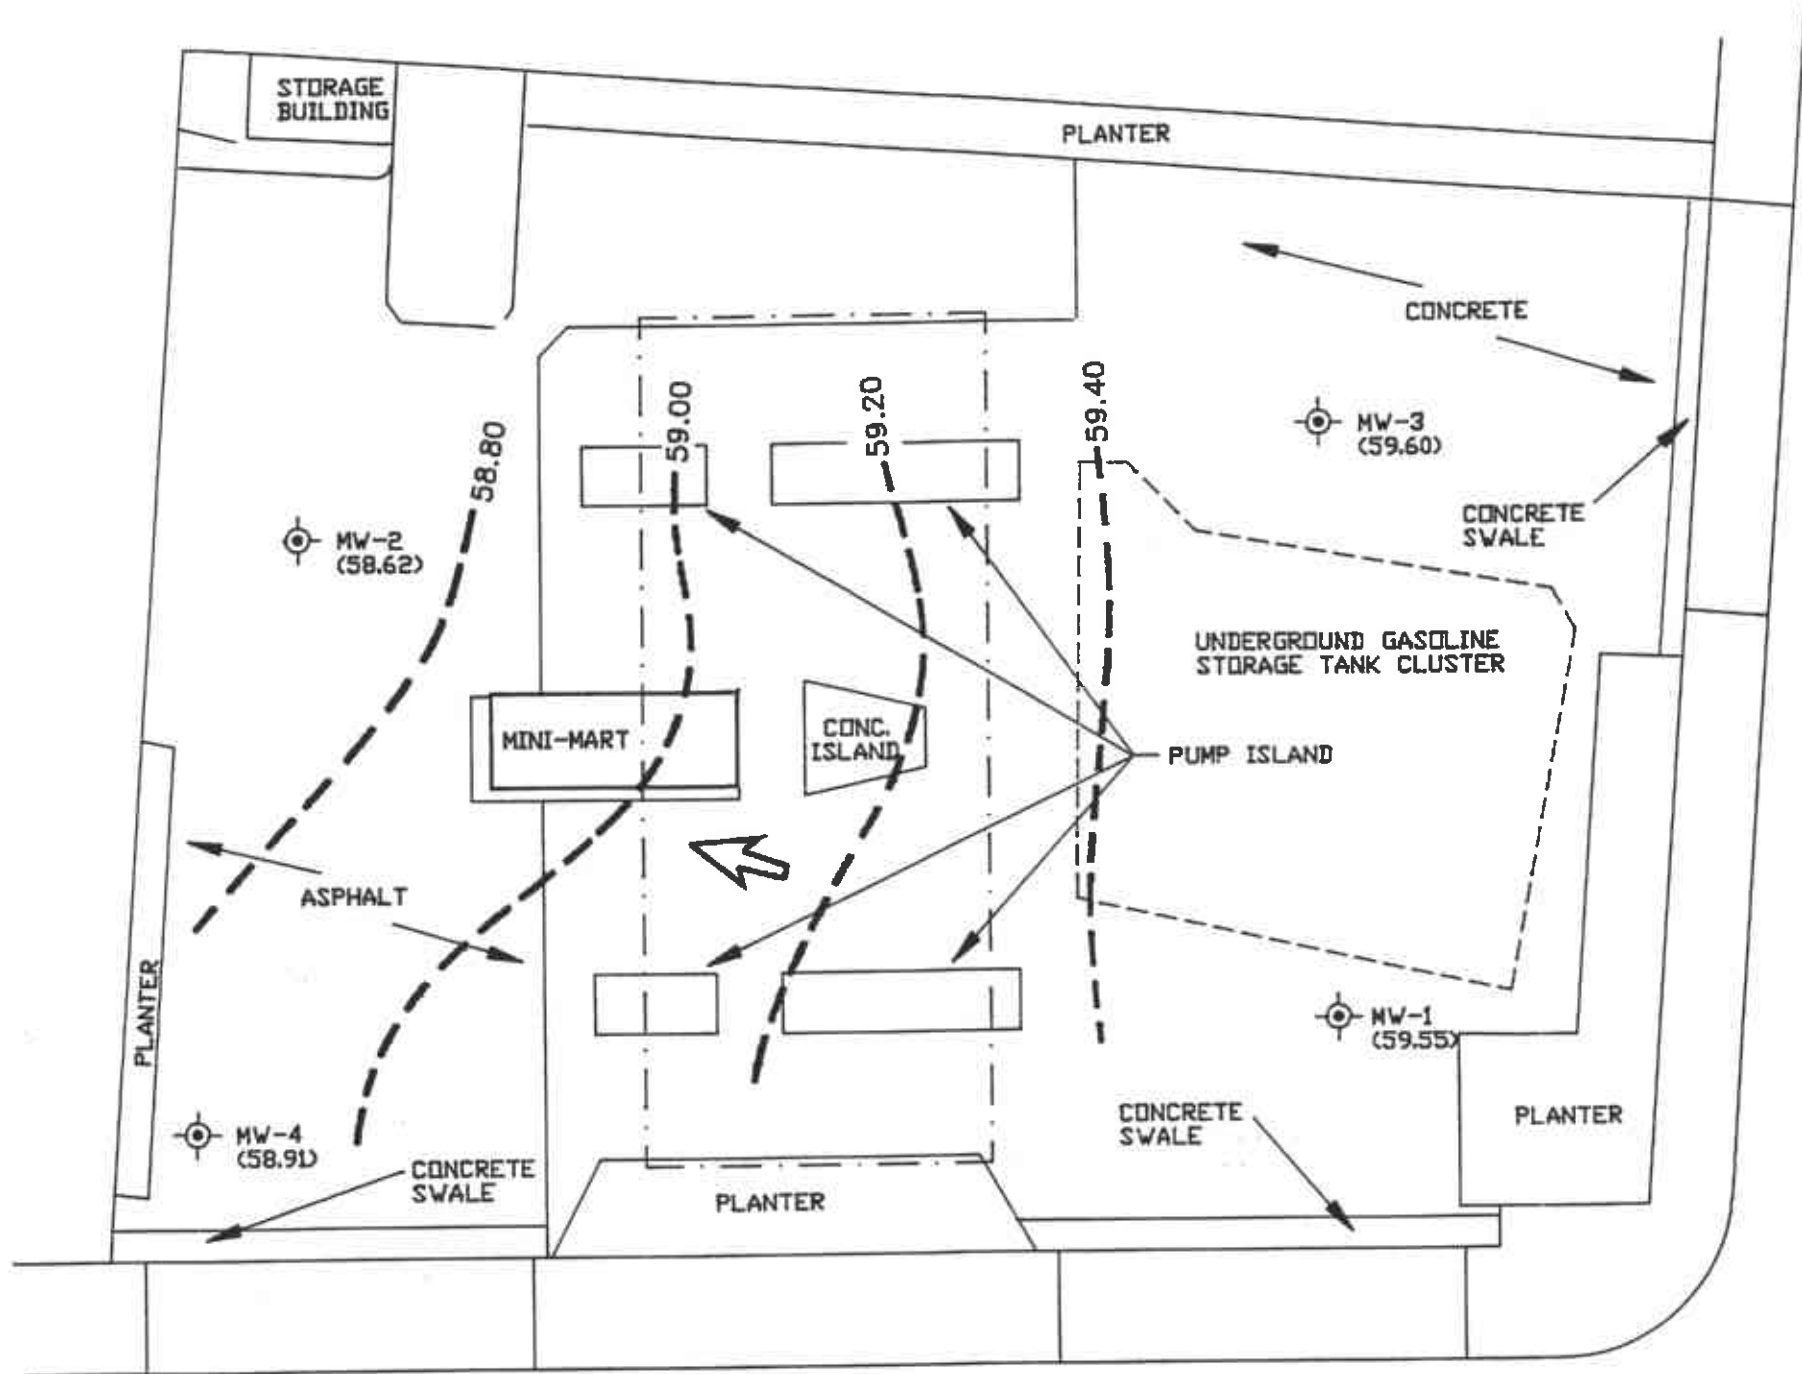 STORAGE
BUILDING
PLANTER
CONCRETE
59.40
59.20
59.00
58.80
MW-3
(59.60)
CONCRETE
SWALE
MW-2
(58.62)
UNDERGROUND GASOLINE
STORAGE TANK CLUSTER
MINI-MART
CONC.
ISLAND
PUMP ISLAND
ASPHALT
PLANTER
MW-1
(59.55)
MW-4
(58.91)
CONCRETE
SWALE
PLANTER
CONCRETE
SWALE
PLANTER